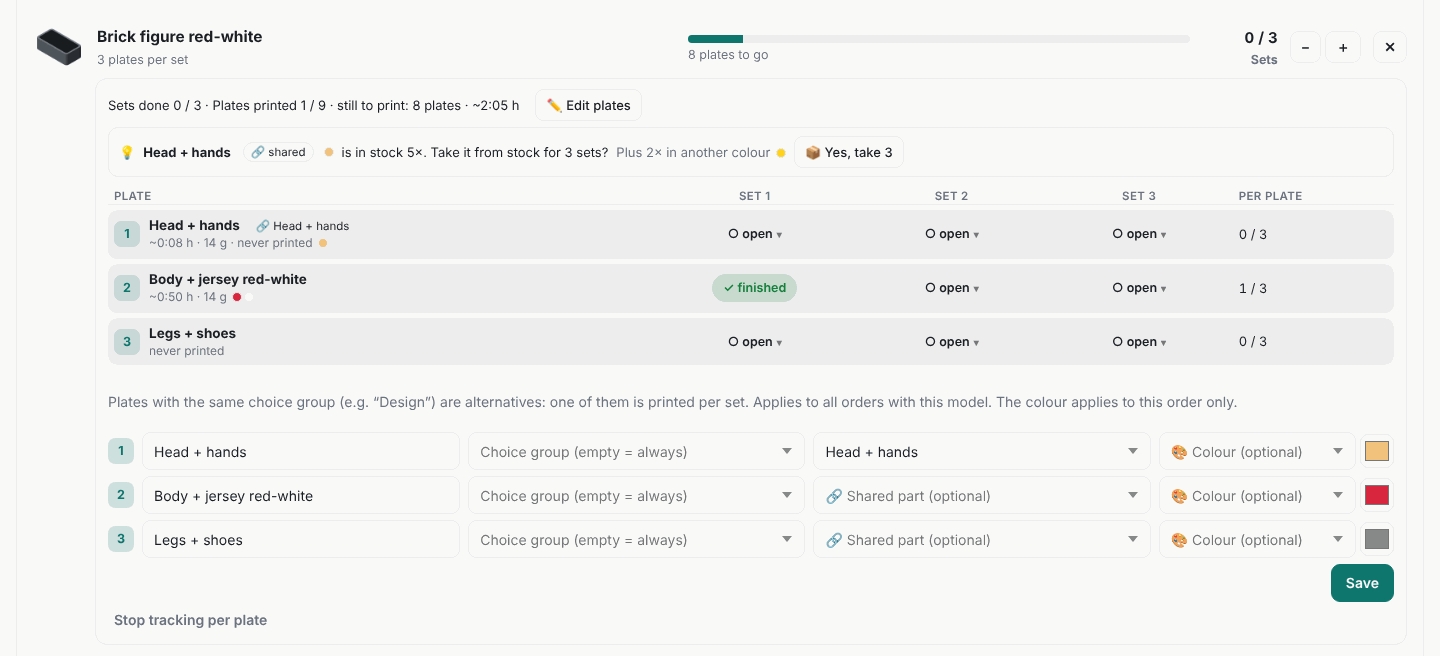 Brick figure red-white
3 plates per set
8 plates to go
0 / 3
Sets
−
+
✕
Sets done 0 / 3 · Plates printed 1 / 9 · still to print: 8 plates · ~2:05 h
✏️ Edit plates
💡 Head + hands 🔗 shared is in stock 5×. Take it from stock for 3 sets? Plus 2× in another colour 📦 Yes, take 3
PLATE SET 1 SET 2 SET 3 PER PLATE
1 Head + hands 🔗 Head + hands
~0:08 h · 14 g · never printed
open ▾ open ▾ open ▾ 0 / 3
2 Body + jersey red-white
~0:50 h · 14 g
✓ finished open ▾ open ▾ 1 / 3
3 Legs + shoes
never printed
open ▾ open ▾ open ▾ 0 / 3
Plates with the same choice group (e.g. “Design”) are alternatives: one of them is printed per set. Applies to all orders with this model. The colour applies to this order only.
1 Head + hands Choice group (empty = always) Head + hands 🎨 Colour (optional)
2 Body + jersey red-white Choice group (empty = always) 🔗 Shared part (optional) 🎨 Colour (optional)
3 Legs + shoes Choice group (empty = always) 🔗 Shared part (optional) 🎨 Colour (optional)
Save
Stop tracking per plate